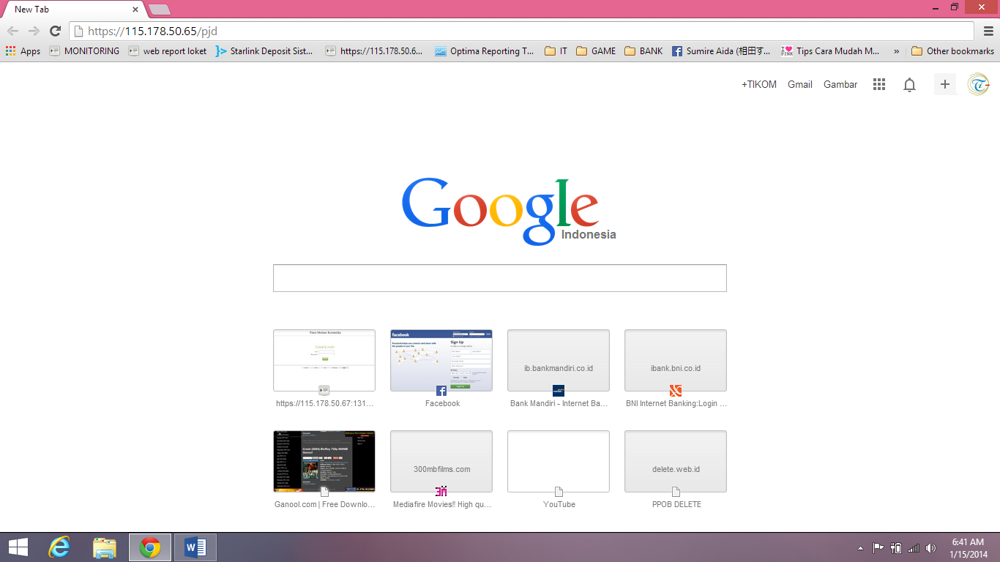 New Tab
https://115.178.50.65/pjd
Apps MONITORING web report loket Starlink Deposit Sist... https://115.178.50.6... Optima Reporting T... IT GAME BANK Sumire Aida (相田す... Tips Cara Mudah M... » Other bookmarks
+TIKOM Gmail Gambar
Google
Indonesia
facebook
Sign Up
ib.bankmandiri.co.id
ibank.bni.co.id
https://115.178.50.67:131...
Facebook
Bank Mandiri - Internet Ba...
BNI Internet Banking:Login ...
300mbfilms.com
delete.web.id
Ganool.com | Free Downlo...
Mediafire Movies!! High qu...
YouTube
PPOB DELETE
6:41 AM
1/15/2014